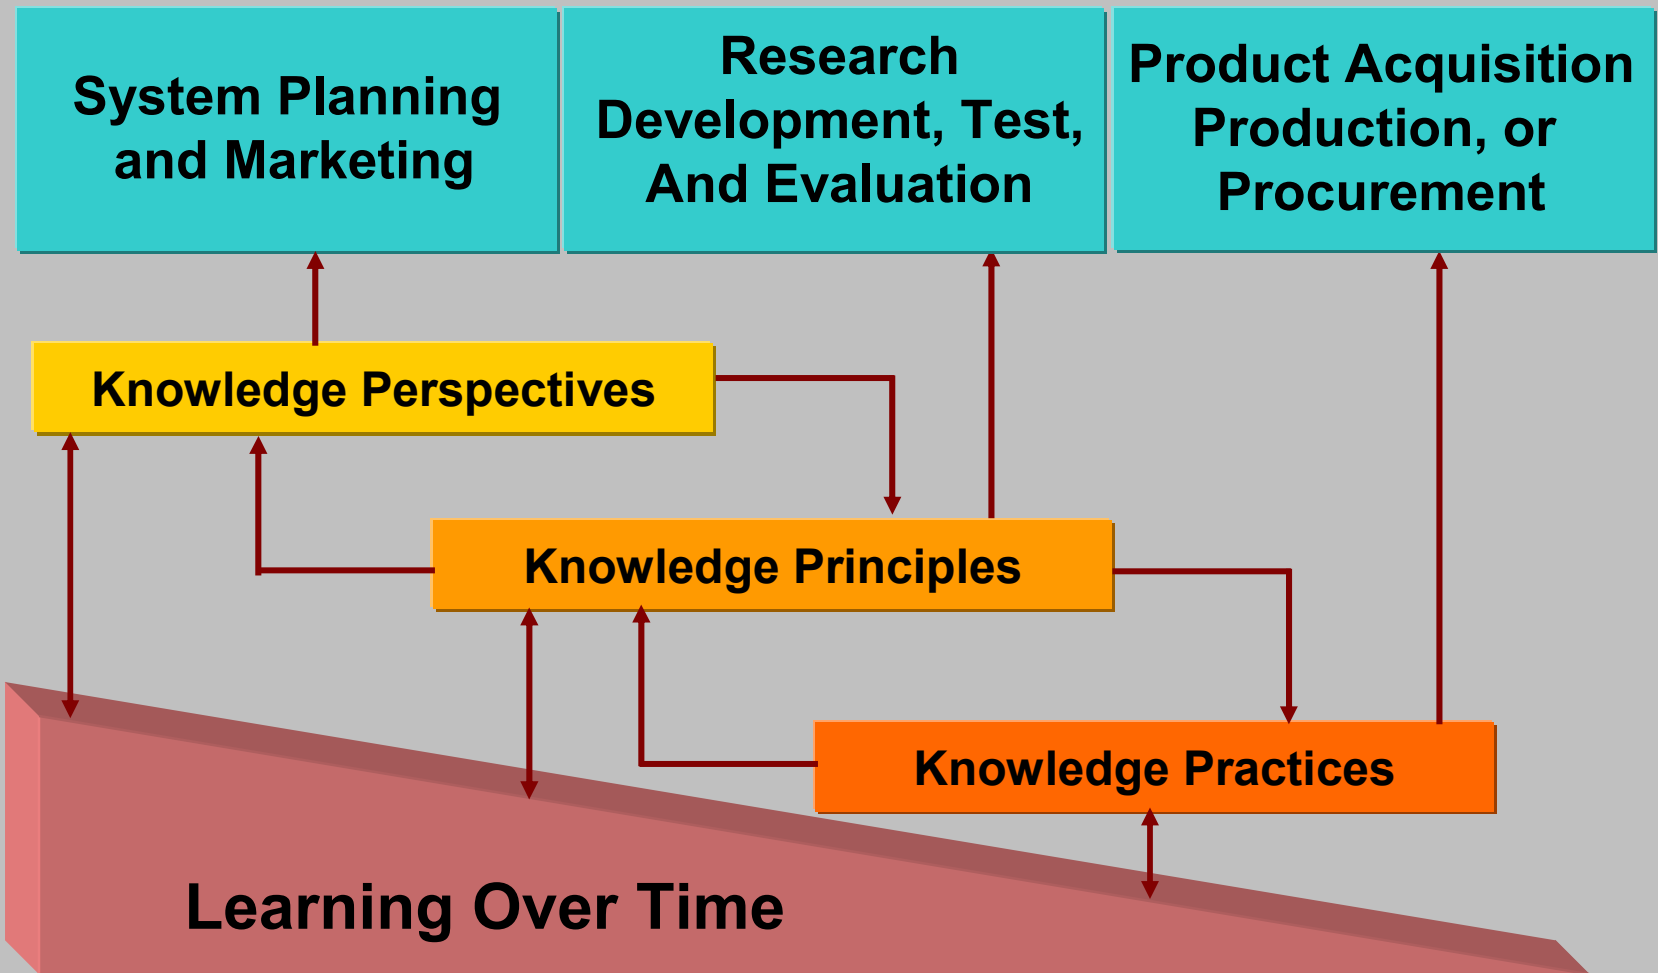 System Planning
and Marketing
Research
Development, Test,
And Evaluation
Product Acquisition
Production, or
Procurement
Knowledge Perspectives
Knowledge Principles
Knowledge Practices
Learning Over Time